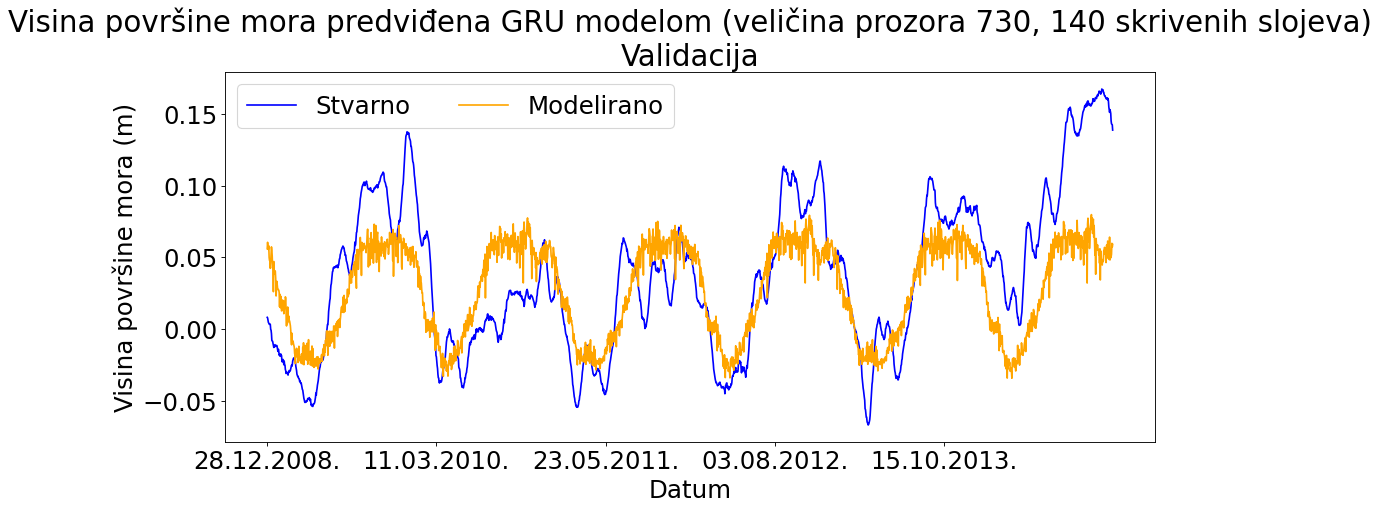 Visina površine mora predviđena GRU modelom (veličina prozora 730, 140 skrivenih slojeva)
Validacija
Stvarno
Modelirano
Visina površine mora (m)
0.15
0.10
0.05
0.00
−0.05
28.12.2008.
11.03.2010.
23.05.2011.
03.08.2012.
15.10.2013.
Datum